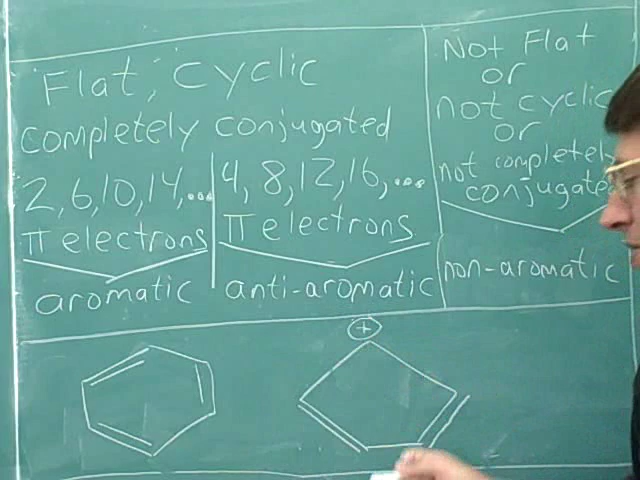 Flat, Cyclic
completely conjugated
2, 6, 10, 14, ...
π electrons
aromatic
4, 8, 12, 16, ...
π electrons
anti-aromatic
Not Flat
or
not cyclic
or
not completely
conjugated
non-aromatic
+